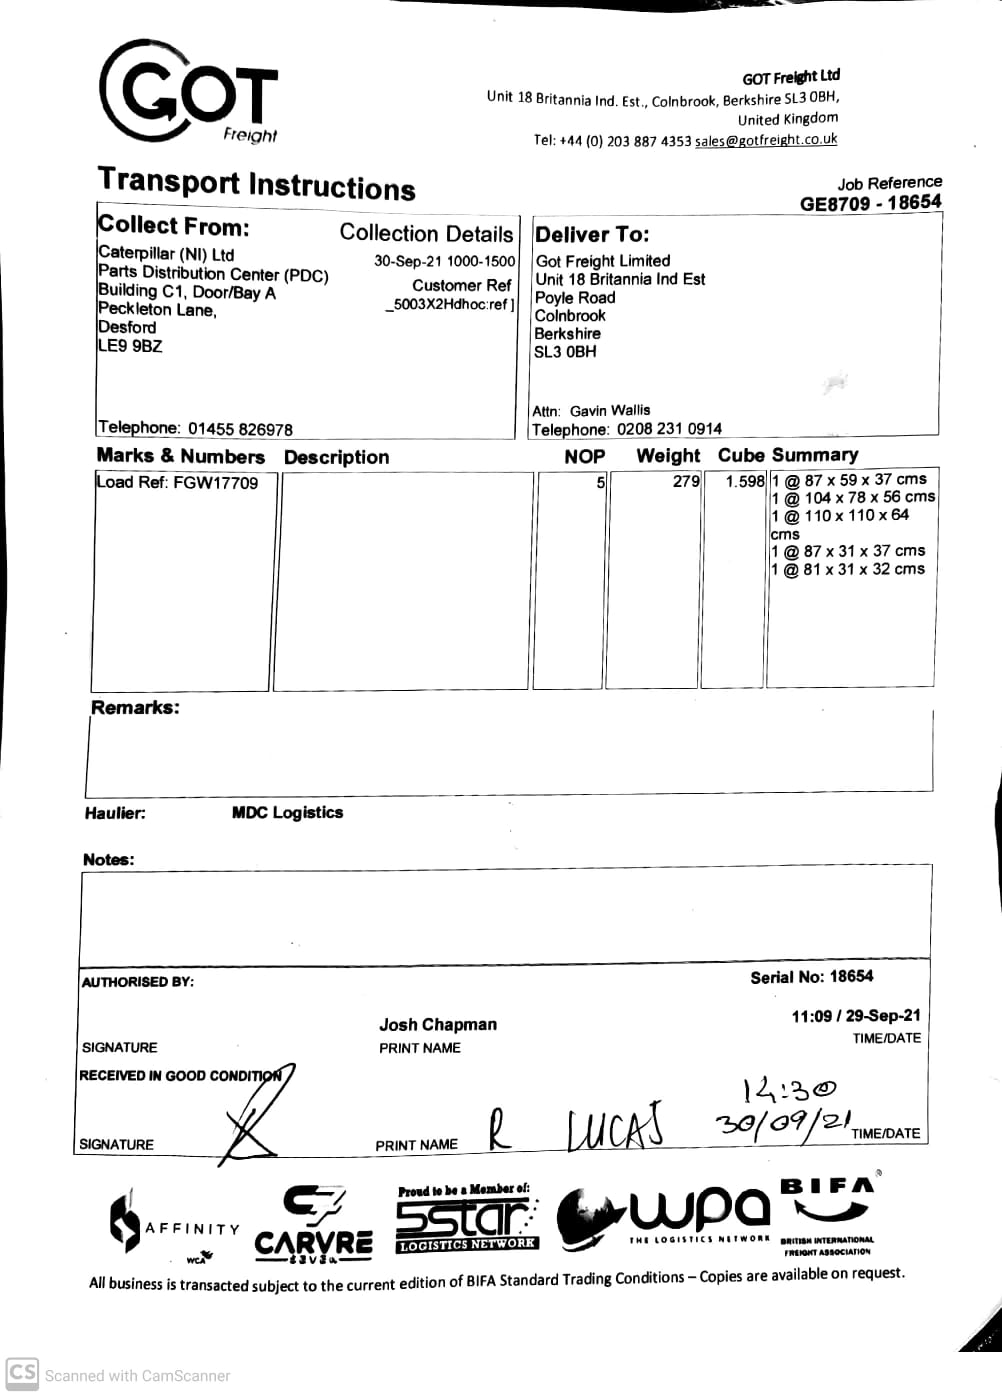 GOT
Freight
GOT Freight Ltd
Unit 18 Britannia Ind. Est., Colnbrook, Berkshire SL3 0BH,
United Kingdom
Tel: +44 (0) 203 887 4353 sales@gotfreight.co.uk
Transport Instructions
Job Reference
GE8709 - 18654
Collect From:
Caterpillar (NI) Ltd
Parts Distribution Center (PDC)
Building C1, Door/Bay A
Peckleton Lane,
Desford
LE9 9BZ
Telephone: 01455 826978
Collection Details
30-Sep-21 1000-1500
Customer Ref
_5003X2Hdhoc:ref]
Deliver To:
Got Freight Limited
Unit 18 Britannia Ind Est
Poyle Road
Colnbrook
Berkshire
SL3 0BH
Attn: Gavin Wallis
Telephone: 0208 231 0914
Marks & Numbers Description NOP Weight Cube Summary
Load Ref: FGW17709 5 279 1.598 1 @ 87 x 59 x 37 cms
1 @ 104 x 78 x 56 cms
1 @ 110 x 110 x 64
cms
1 @ 87 x 31 x 37 cms
1 @ 81 x 31 x 32 cms
Remarks:
Haulier: MDC Logistics
Notes:
AUTHORISED BY: Serial No: 18654
Josh Chapman 11:09 / 29-Sep-21
SIGNATURE PRINT NAME TIME/DATE
RECEIVED IN GOOD CONDITION
14:30
R LUCAS 30/09/21
SIGNATURE PRINT NAME TIME/DATE
AFFINITY
WCA
CARVRE
Proud to be a Member of:
5star
LOGISTICS NETWORK
wpa
THE LOGISTICS NETWORK
BIFA
BRITISH INTERNATIONAL
FREIGHT ASSOCIATION
All business is transacted subject to the current edition of BIFA Standard Trading Conditions – Copies are available on request.
CS Scanned with CamScanner